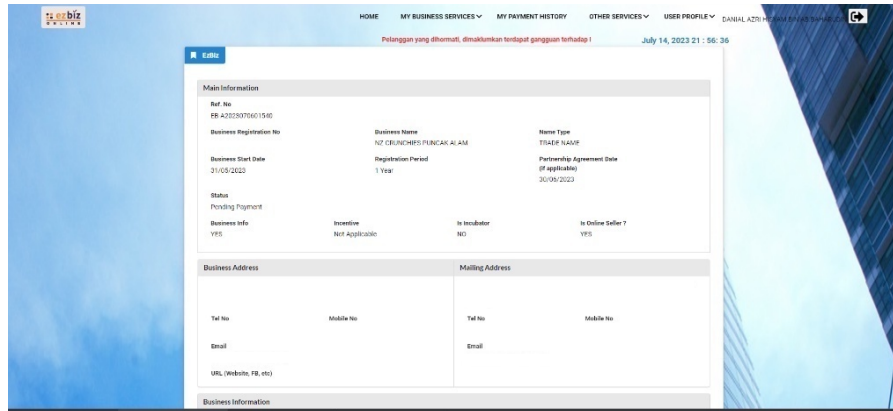 ezbiz
ONLINE
HOME MY BUSINESS SERVICES MY PAYMENT HISTORY OTHER SERVICES USER PROFILE DANIAL AZRI
Pelanggan yang dihormati, dimaklumkan terdapat gangguan terhadap l July 14, 2023 21 : 56: 36
EzBiz
Main Information
Ref. No
EB-A2023070601540
Business Registration No Business Name Name Type
NZ CRUNCHIES PUNCAK ALAM TRADE NAME
Business Start Date Registration Period Partnership Agreement Date
(If applicable)
31/05/2023 1 Year
30/06/2023
Status
Pending Payment
Business Info Incentive Is Incubator Is Online Seller ?
YES Not Applicable NO YES
Business Address Mailing Address
Tel No Mobile No Tel No Mobile No
Email Email
URL (Website, FB, etc)
Business Information